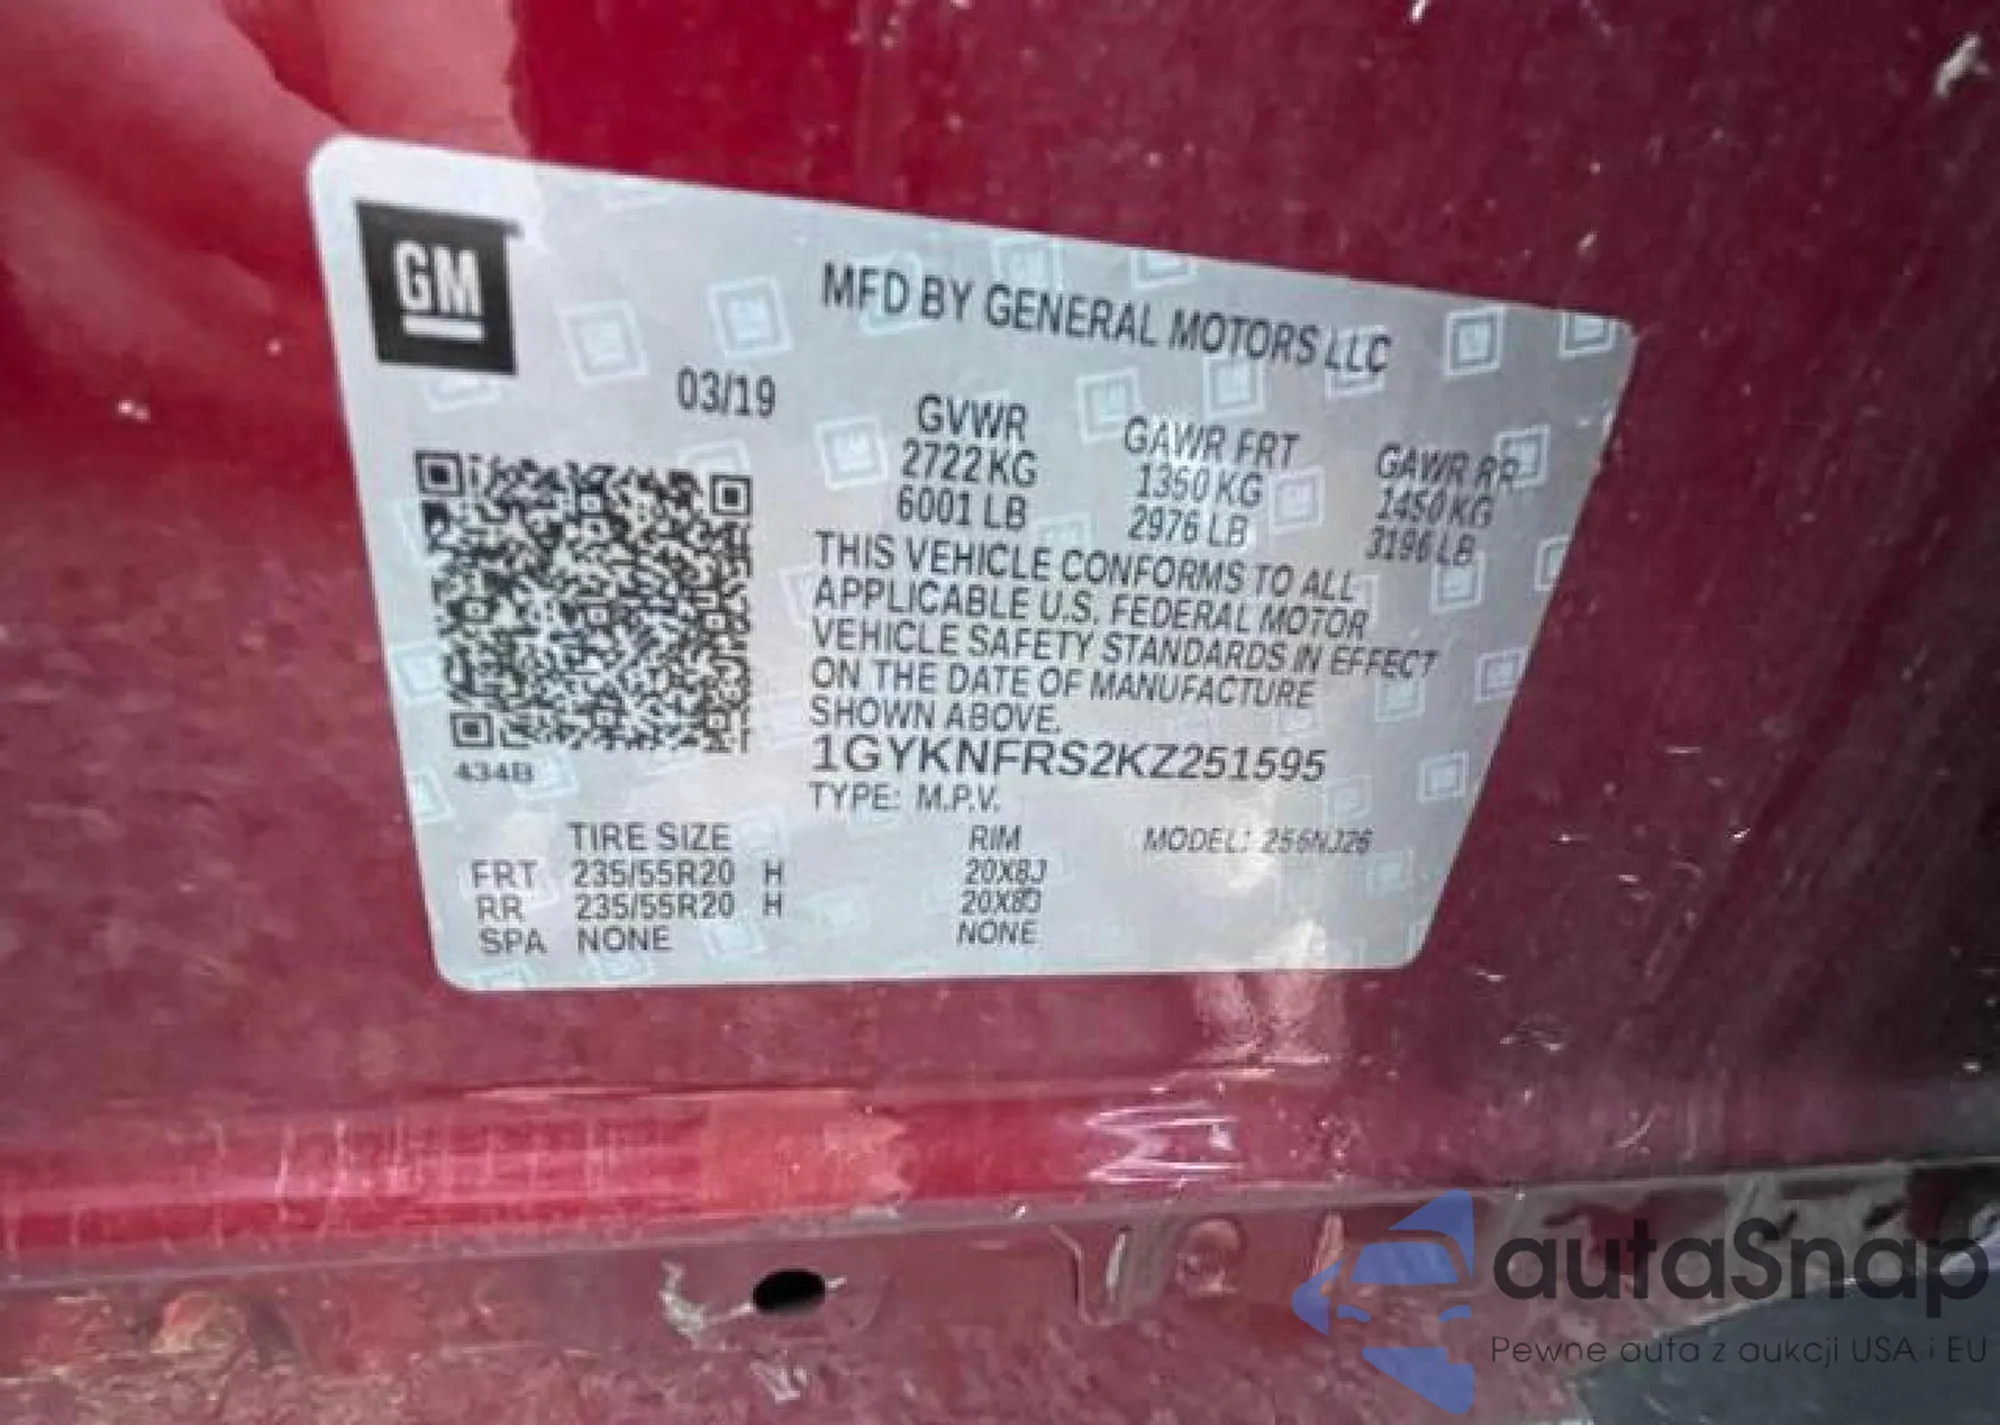 GM
MFD BY GENERAL MOTORS LLC
03/19
GVWR GAWR FRT GAWR RR
2722 KG 1350 KG 1450 KG
6001 LB 2976 LB 3196 LB
THIS VEHICLE CONFORMS TO ALL
APPLICABLE U.S. FEDERAL MOTOR
VEHICLE SAFETY STANDARDS IN EFFECT
ON THE DATE OF MANUFACTURE
SHOWN ABOVE.
1GYKNFRS2KZ251595
434B
TYPE: M.P.V.
TIRE SIZE RIM MODEL: 256NJ26
FRT 235/55R20 H 20X8J
RR 235/55R20 H 20X8J
SPA NONE NONE
autaSnap
Pewne auta z aukcji USA i EU